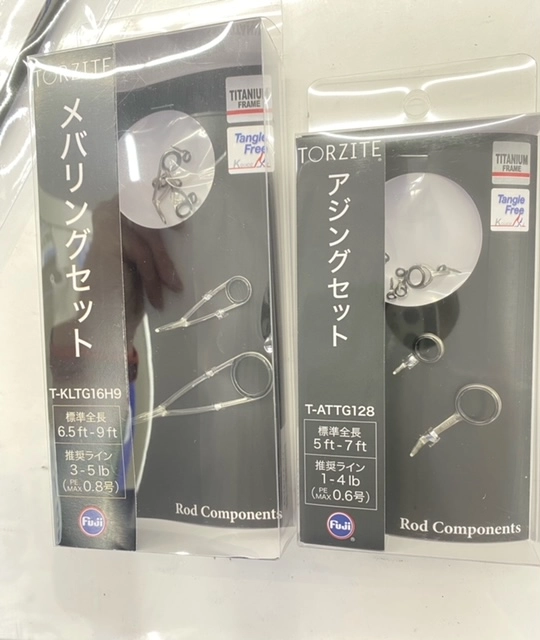 TORZITE
メバリングセット
TITANIUM
FRAME
Tangle
Free
T-KLTG16H9
標準全長
6.5ft-9ft
推奨ライン
3-5lb
(PE MAX 0.8号)
Fuji
Rod Components
TORZITE
アジングセット
TITANIUM
FRAME
Tangle
Free
T-ATTG128
標準全長
5ft-7ft
推奨ライン
1-4lb
(PE MAX 0.6号)
Fuji
®
Rod Components